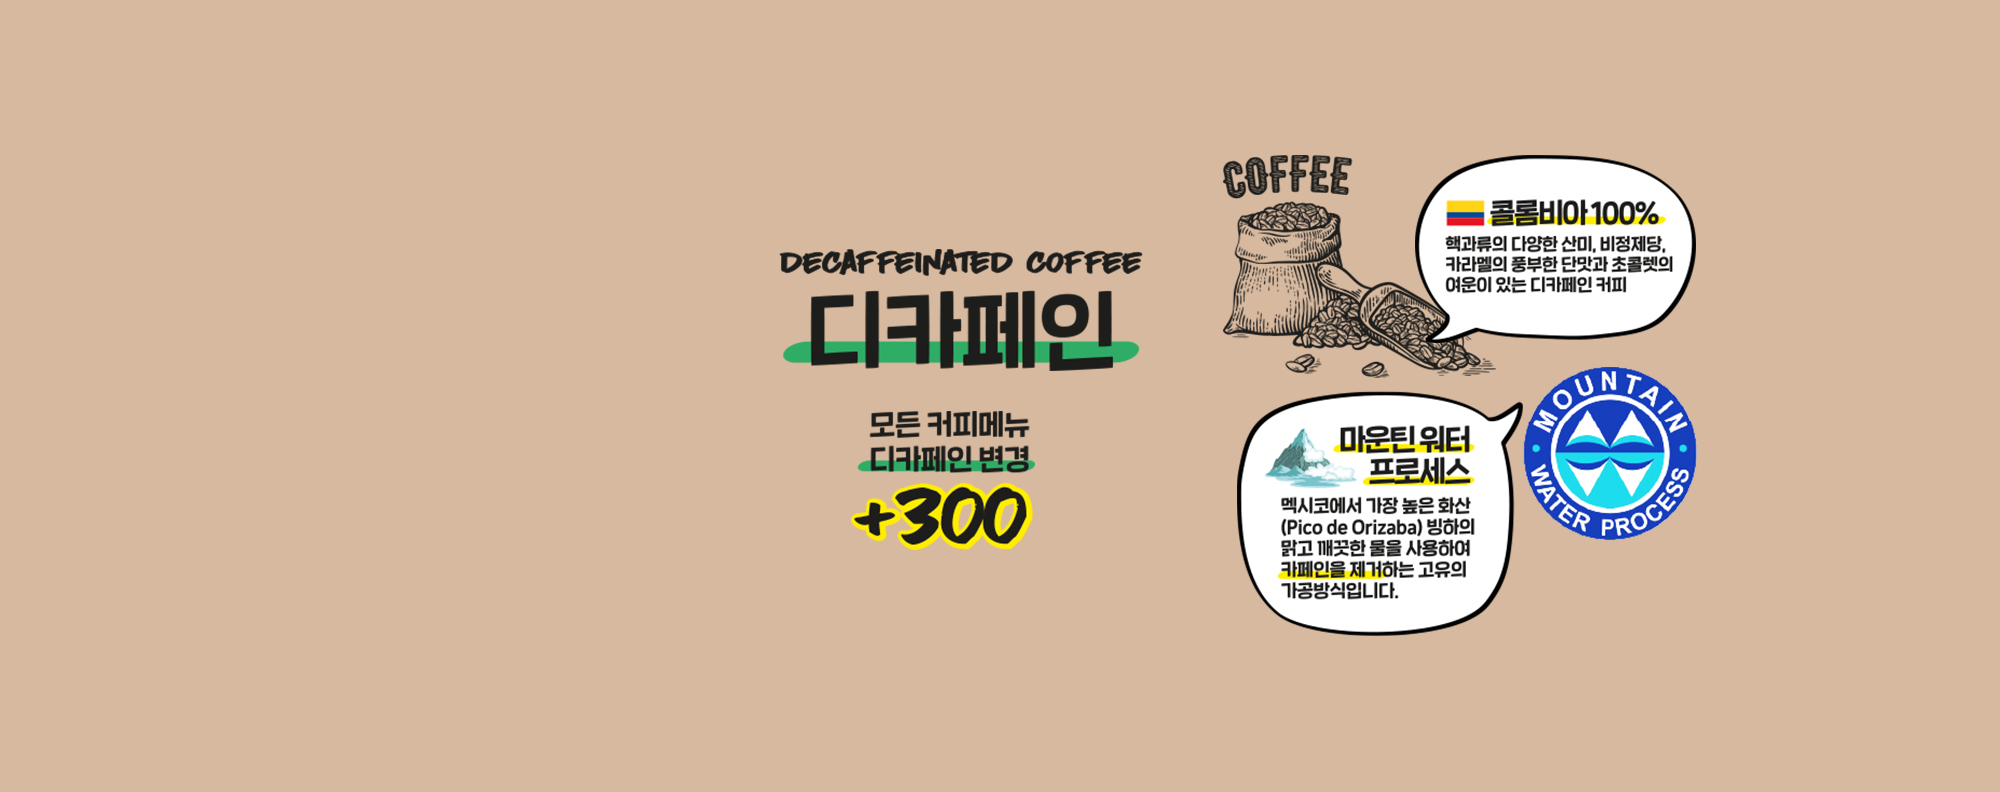 DECAFFEINATED COFFEE
디카페인
모든 커피메뉴
디카페인 변경
+300
COFFEE
콜롬비아 100%
핵과류의 다양한 산미, 비정제당,
카라멜의 풍부한 단맛과 초콜렛의
여운이 있는 디카페인 커피
마운틴 워터
프로세스
멕시코에서 가장 높은 화산
(Pico de Orizaba) 빙하의
맑고 깨끗한 물을 사용하여
카페인을 제거하는 고유의
가공방식입니다.
MOUNTAIN
WATER PROCESS